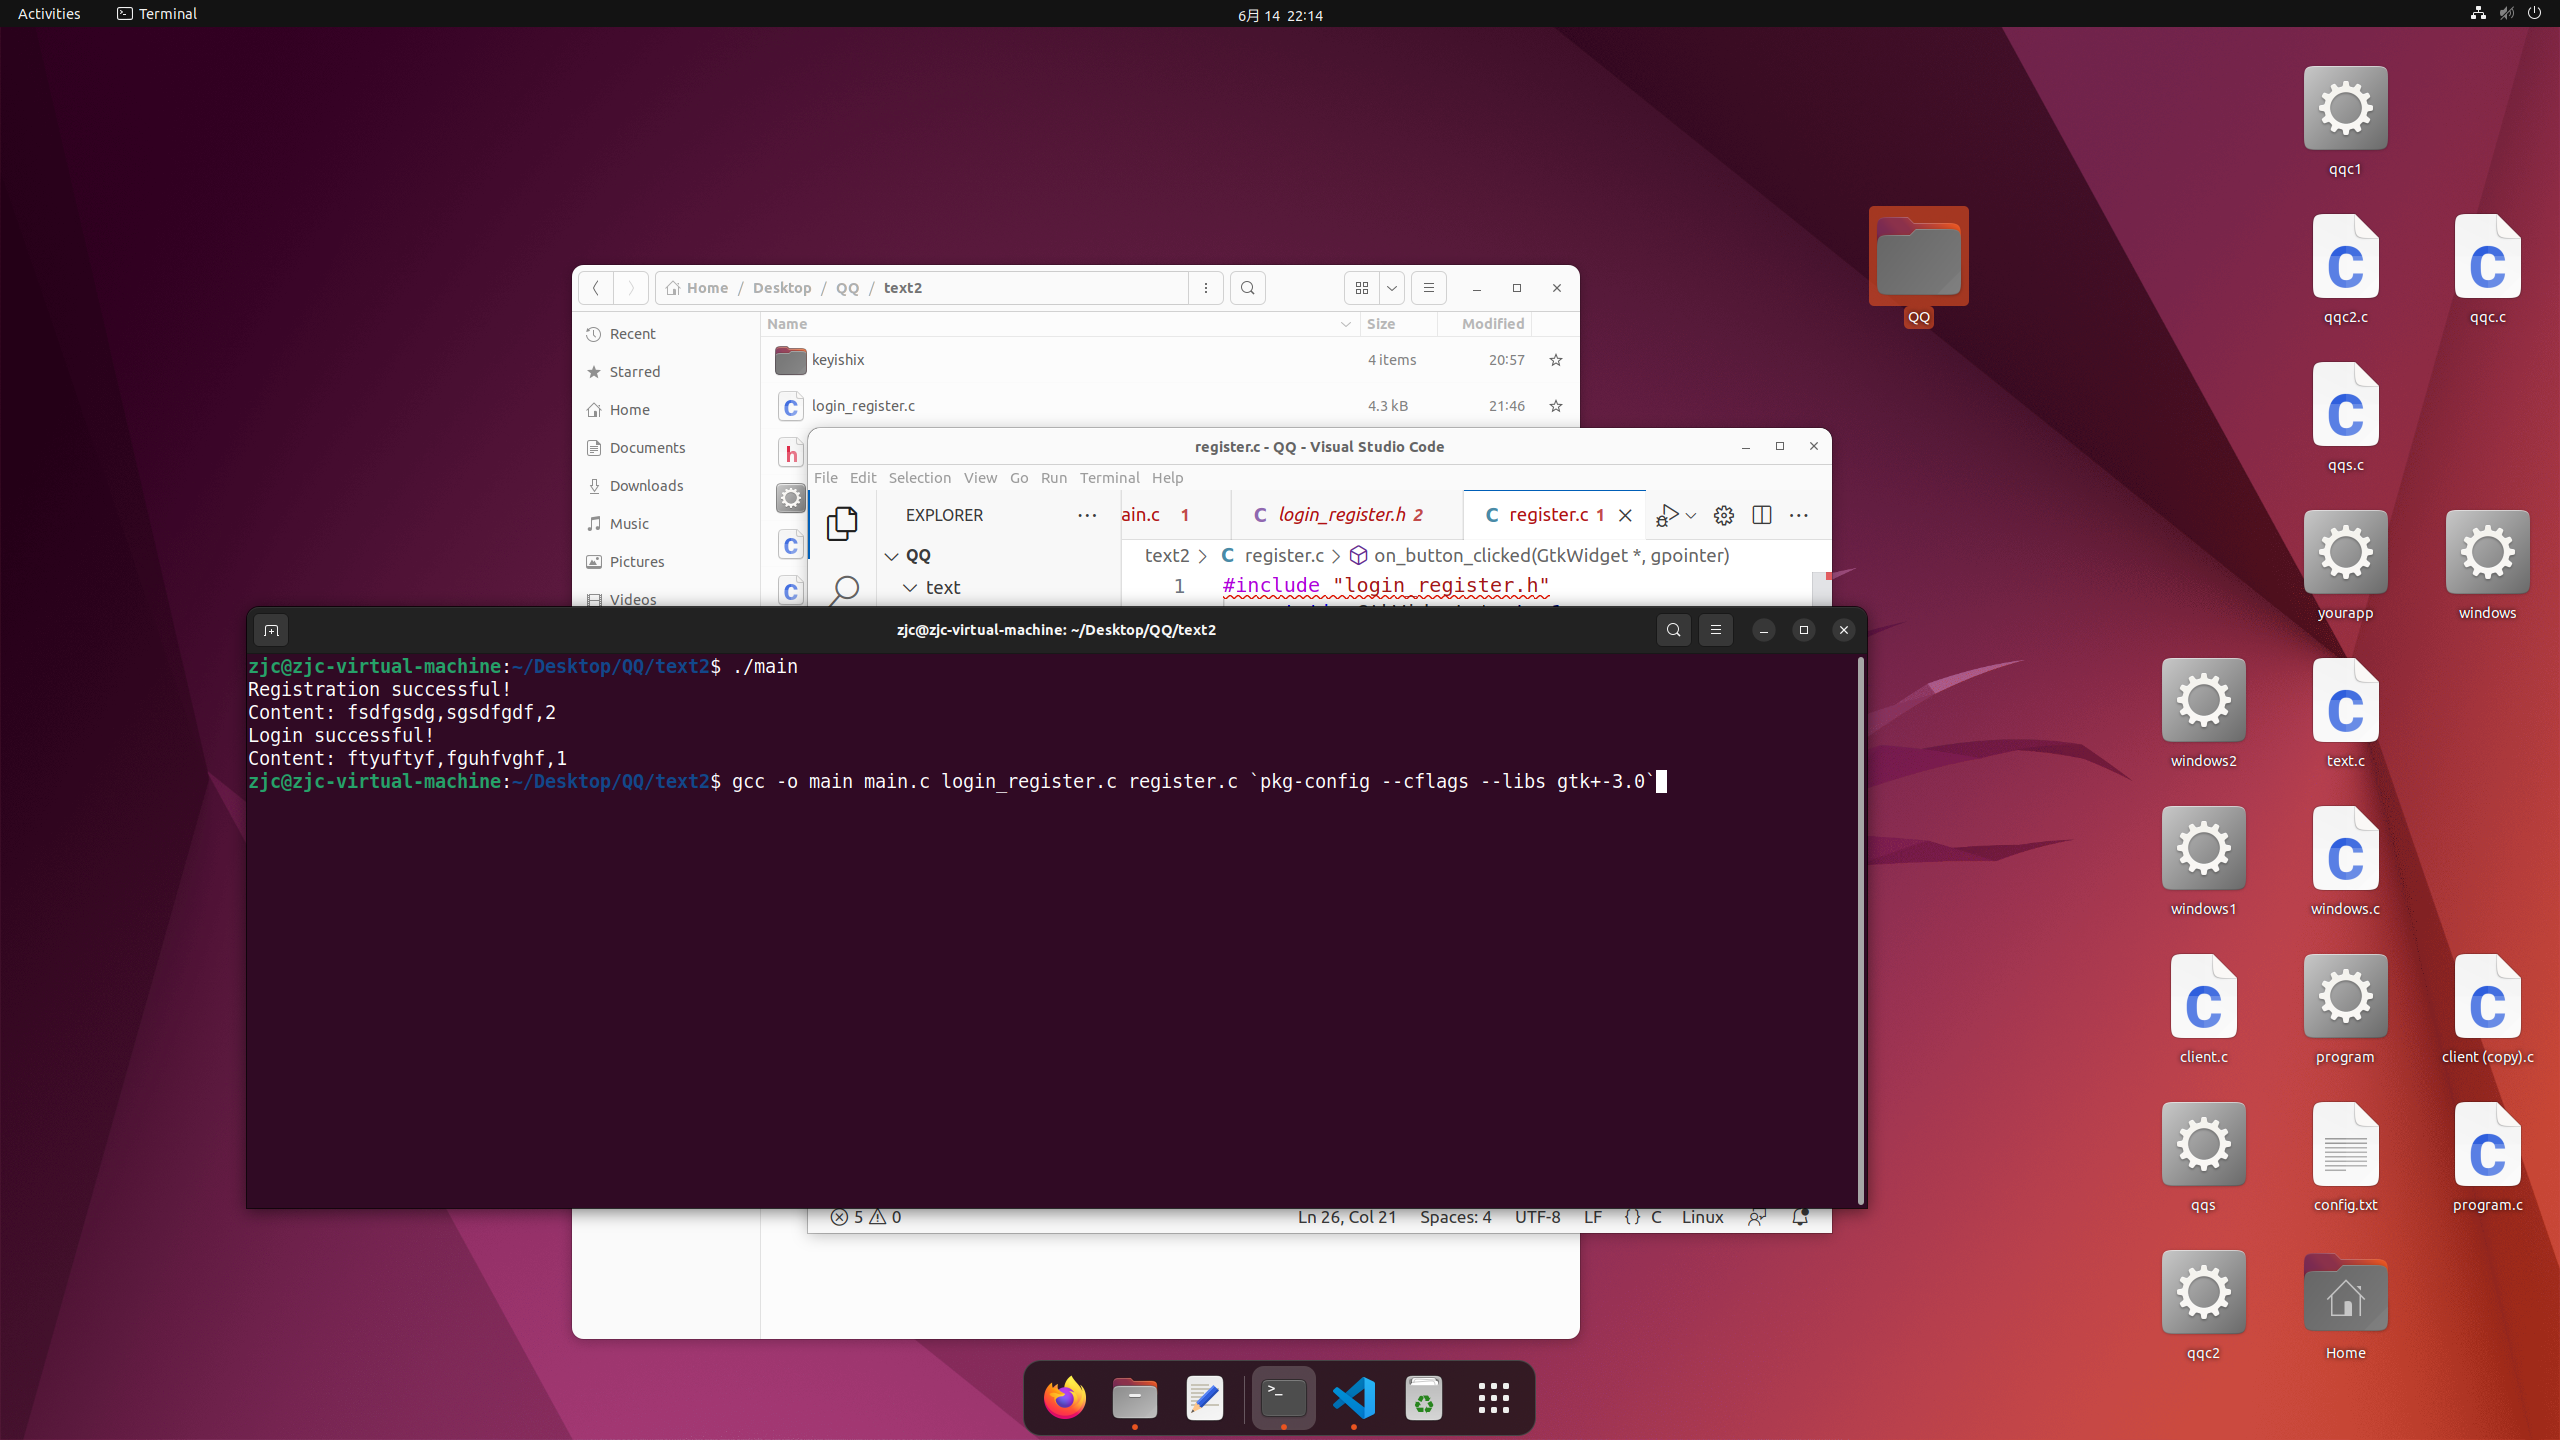 Activities
Terminal
6月 14 22:14
qqc1
QQ
qqc2.c
qqc.c
Home / Desktop / QQ / text2
Name
Size
Modified
Recent
Starred
Home
Documents
Downloads
Music
Pictures
Videos
keyishix
4 items
20:57
login_register.c
4.3 kB
21:46
qqs.c
register.c - QQ - Visual Studio Code
File Edit Selection View Go Run Terminal Help
EXPLORER
ain.c 1
login_register.h 2
register.c 1
QQ
text2 > register.c > on_button_clicked(GtkWidget *, gpointer)
text
1 #include "login_register.h"
yourapp
windows
zjc@zjc-virtual-machine: ~/Desktop/QQ/text2
zjc@zjc-virtual-machine:~/Desktop/QQ/text2$ ./main
Registration successful!
Content: fsdfgsdg,sgsdfgdf,2
Login successful!
Content: ftyuftyf,fguhfvghf,1
zjc@zjc-virtual-machine:~/Desktop/QQ/text2$ gcc -o main main.c login_register.c register.c `pkg-config --cflags --libs gtk+-3.0`
windows2
text.c
windows1
windows.c
client.c
program
client (copy).c
qqs
config.txt
program.c
5 0
Ln 26, Col 21
Spaces: 4
UTF-8
LF
{ } C
Linux
qqc2
Home